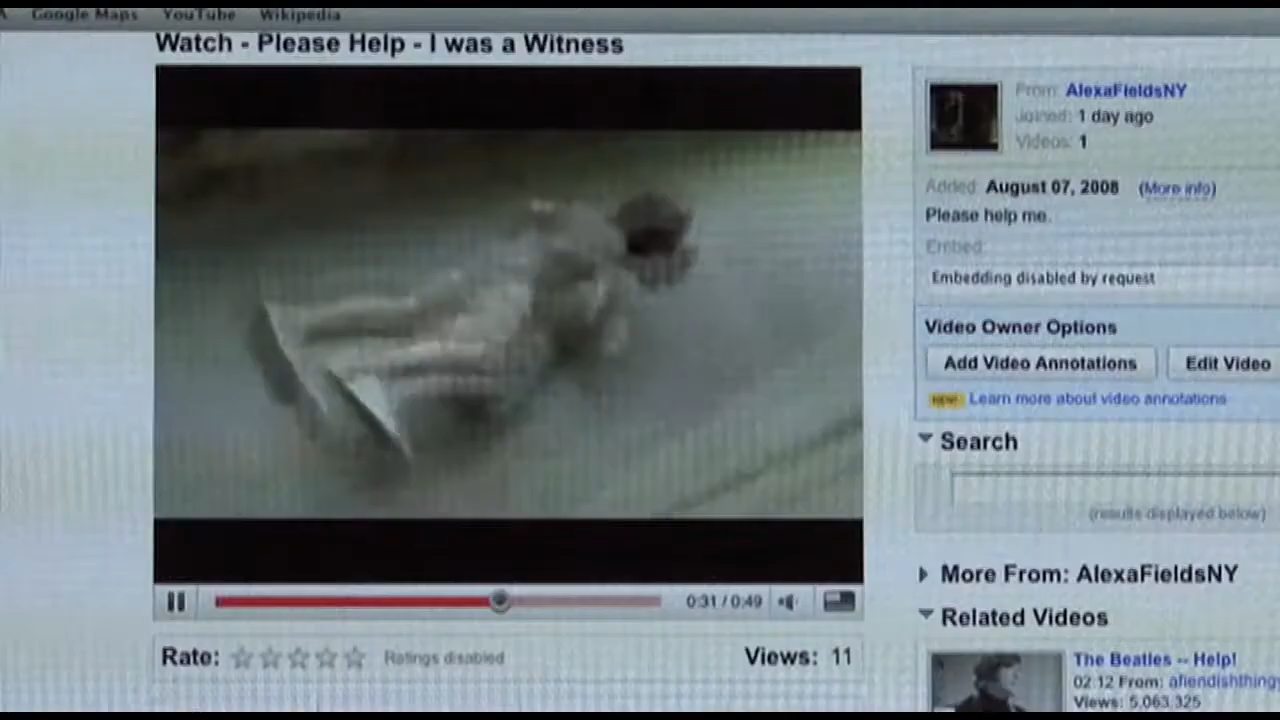 Google Maps YouTube Wikipedia
Watch - Please Help - I was a Witness
From: AlexaFieldsNY
Joined: 1 day ago
Videos: 1
Added: August 07, 2008 (More info)
Please help me.
Embed:
Embedding disabled by request
Video Owner Options
Add Video Annotations Edit Video
NEW Learn more about video annotations
Search
(results displayed below)
More From: AlexaFieldsNY
Related Videos
0:31 / 0:49
Rate: Ratings disabled Views: 11
The Beatles -- Help!
02:12 From: afiendishthingy
Views: 5,063,325